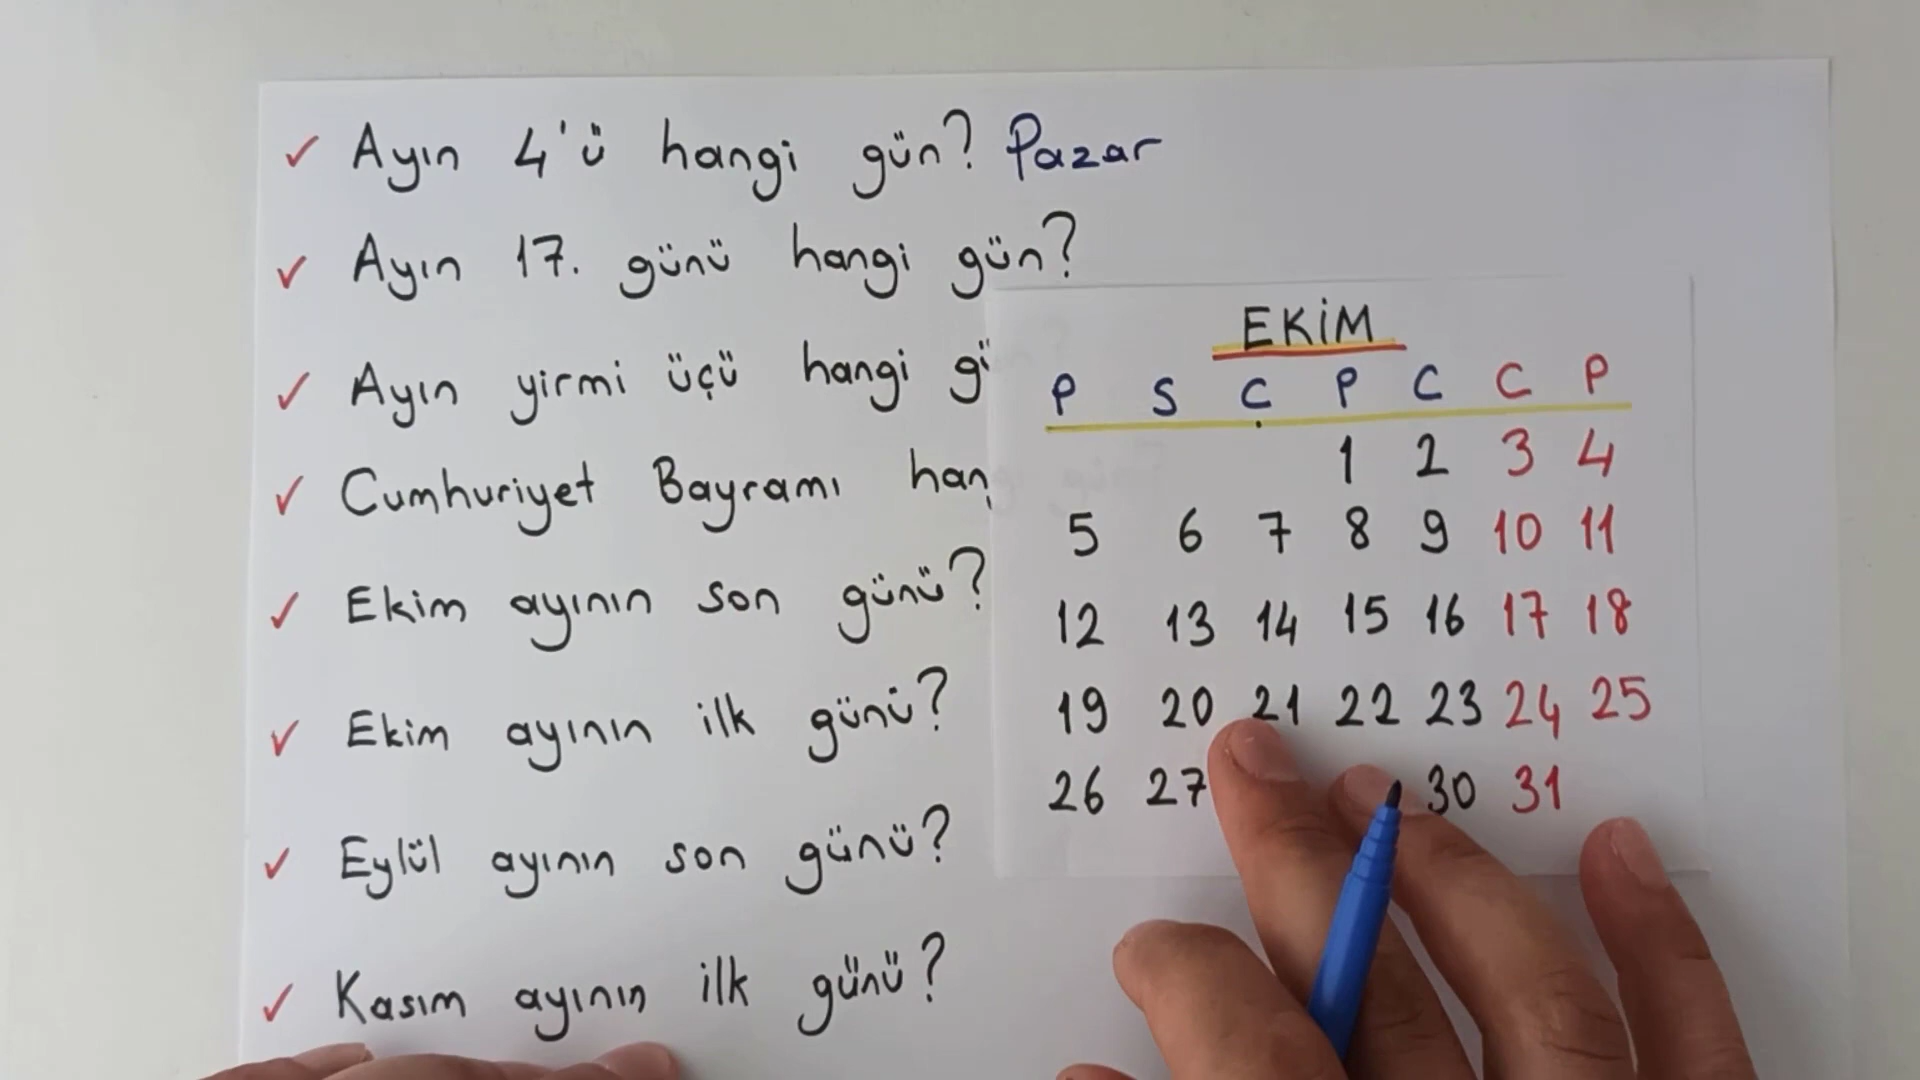 ✓ Ayın 4'ü hangi gün? Pazar
✓ Ayın 17. günü hangi gün?
✓ Ayın yirmi üçü hangi
✓ Cumhuriyet Bayramı
✓ Ekim ayının son günü?
✓ Ekim ayının ilk günü?
✓ Eylül ayının son günü?
✓ Kasım ayının ilk günü?
EKİM
P S Ç P C C P
1 2 3 4
5 6 7 8 9 10 11
12 13 14 15 16 17 18
19 20 21 22 23 24 25
26 27 30 31